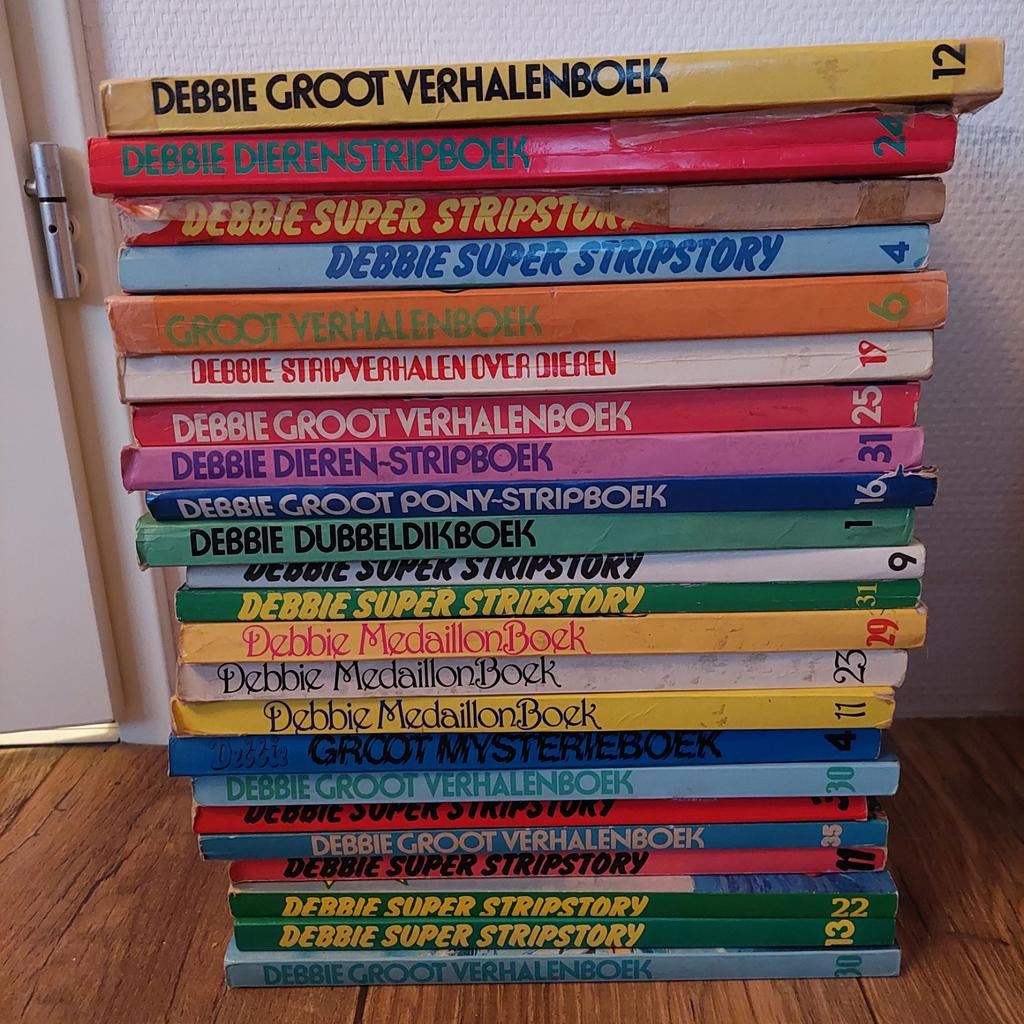 DEBBIE GROOT VERHALENBOEK 12
DEBBIE DIERENSTRIPBOEK 24
DEBBIE SUPER STRIPSTORY
DEBBIE SUPER STRIPSTORY 4
GROOT VERHALENBOEK 6
DEBBIE STRIPVERHALEN OVER DIEREN
DEBBIE GROOT VERHALENBOEK 25
DEBBIE DIEREN-STRIPBOEK 31
DEBBIE GROOT PONY-STRIPBOEK 16
DEBBIE DUBBELDIKBOEK 1
DEBBIE SUPER STRIPSTORY 9
DEBBIE SUPER STRIPSTORY 31
Debbie MedaillonBoek 29
Debbie MedaillonBoek 23
Debbie MedaillonBoek 11
Debbie GROOT MYSTERIEBOEK 4
DEBBIE GROOT VERHALENBOEK 30
DEBBIE SUPER STRIPSTORY
DEBBIE GROOT VERHALENBOEK 35
DEBBIE SUPER STRIPSTORY 11
DEBBIE SUPER STRIPSTORY 22
DEBBIE SUPER STRIPSTORY 13
DEBBIE GROOT VERHALENBOEK 30